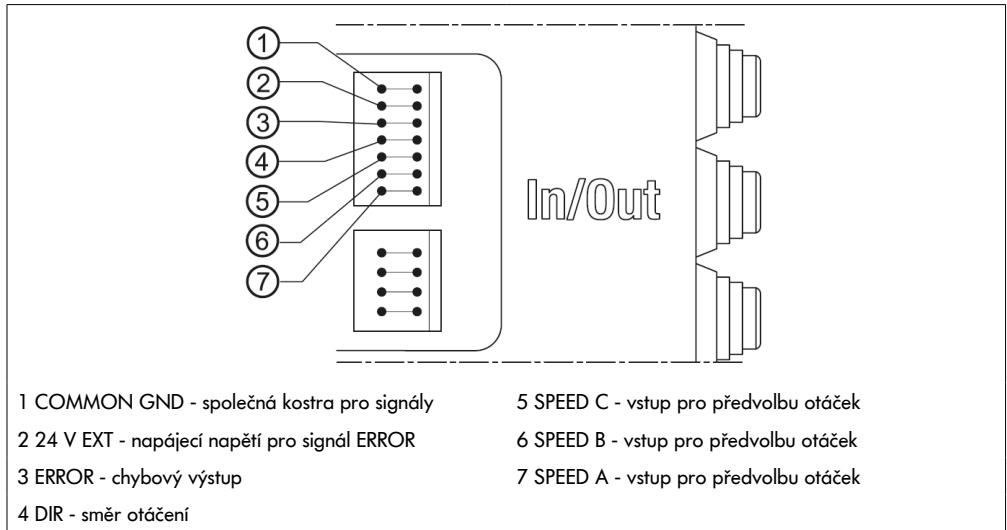 1
2
3
4
5
6
7
In/Out
1 COMMON GND - společná kostra pro signály
2 24 V EXT - napájecí napětí pro signál ERROR
3 ERROR - chybový výstup
4 DIR - směr otáčení
5 SPEED C - vstup pro předvolbu otáček
6 SPEED B - vstup pro předvolbu otáček
7 SPEED A - vstup pro předvolbu otáček